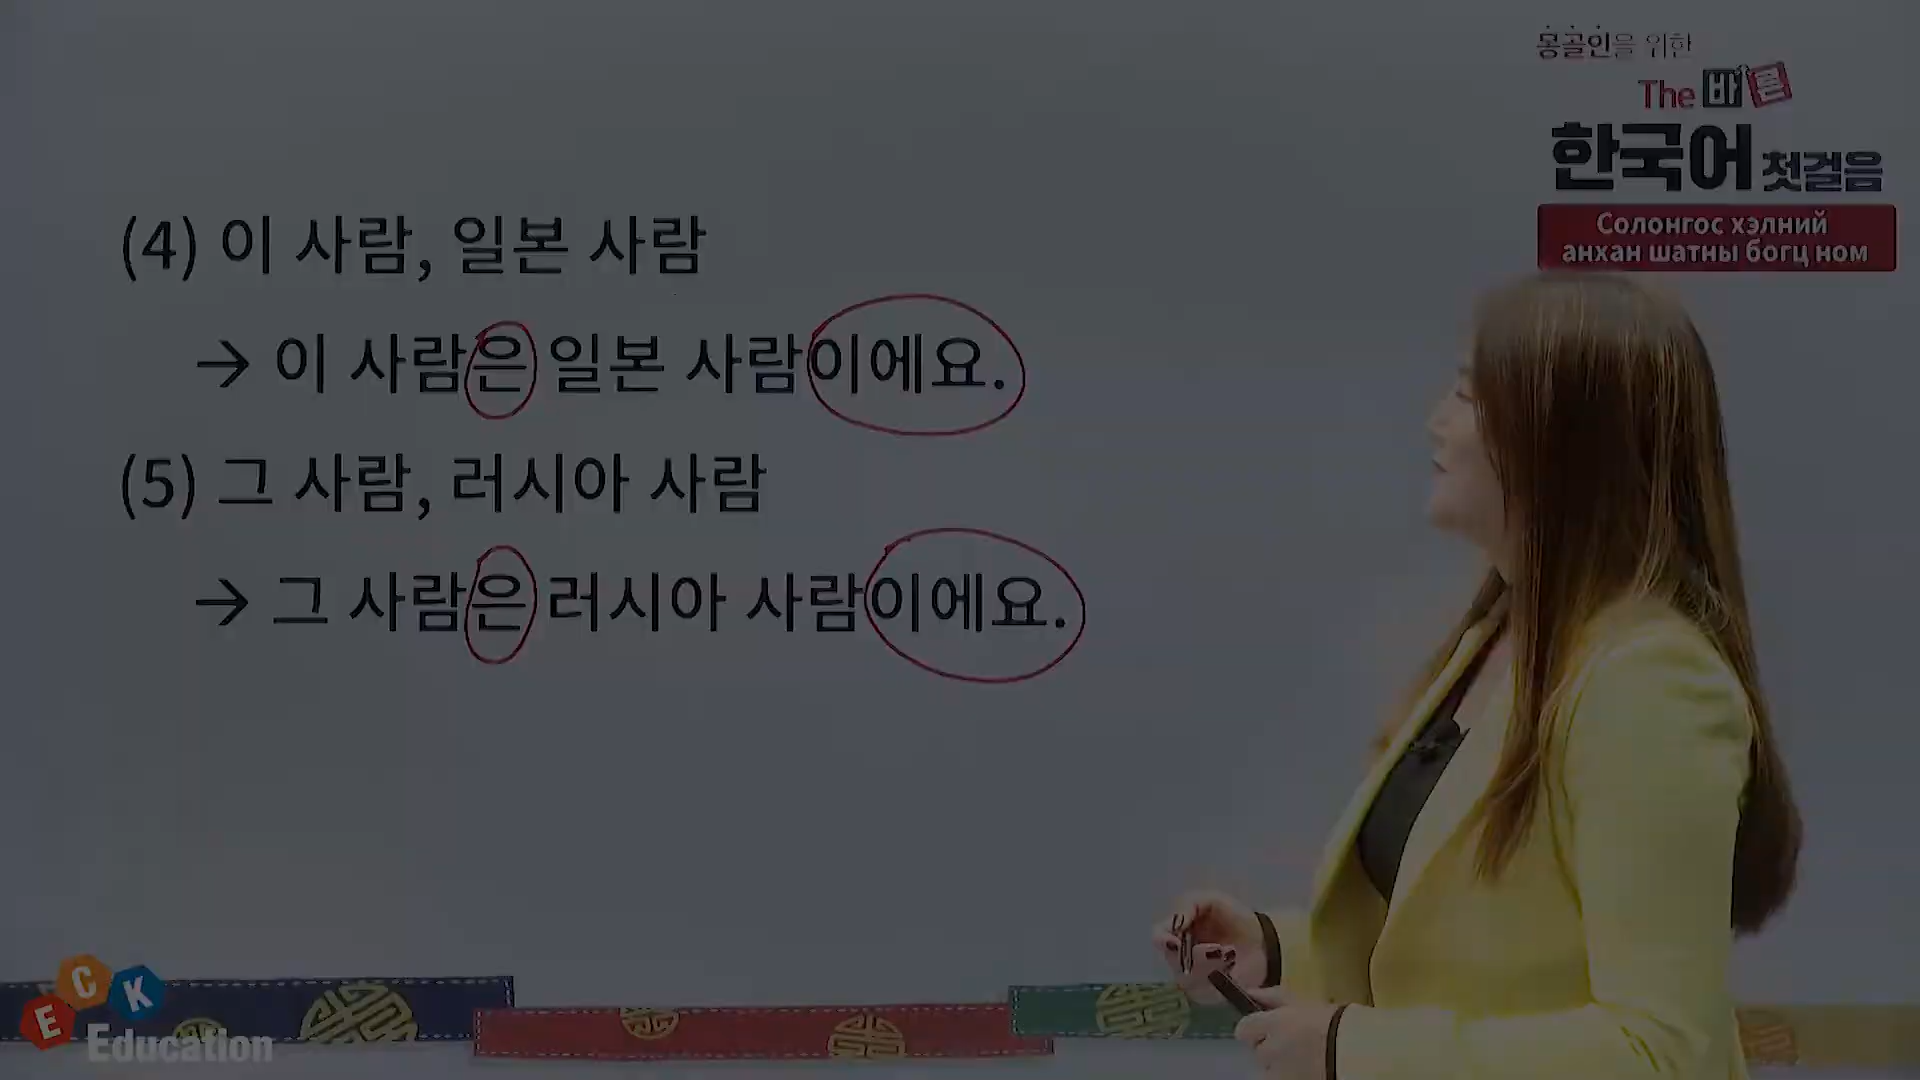 몽골인을 위한
The 바른
한국어 첫걸음
Солонгос хэлний
анхан шатны богц ном
(4) 이 사람, 일본 사람
→ 이 사람은 일본 사람이에요.
(5) 그 사람, 러시아 사람
→ 그 사람은 러시아 사람이에요.
ECK
Education